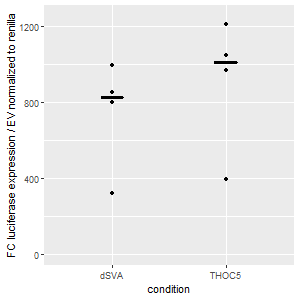 FC luciferase expression / EV normalized to renilla
1200
800
400
0
dSVA
THOC5
condition